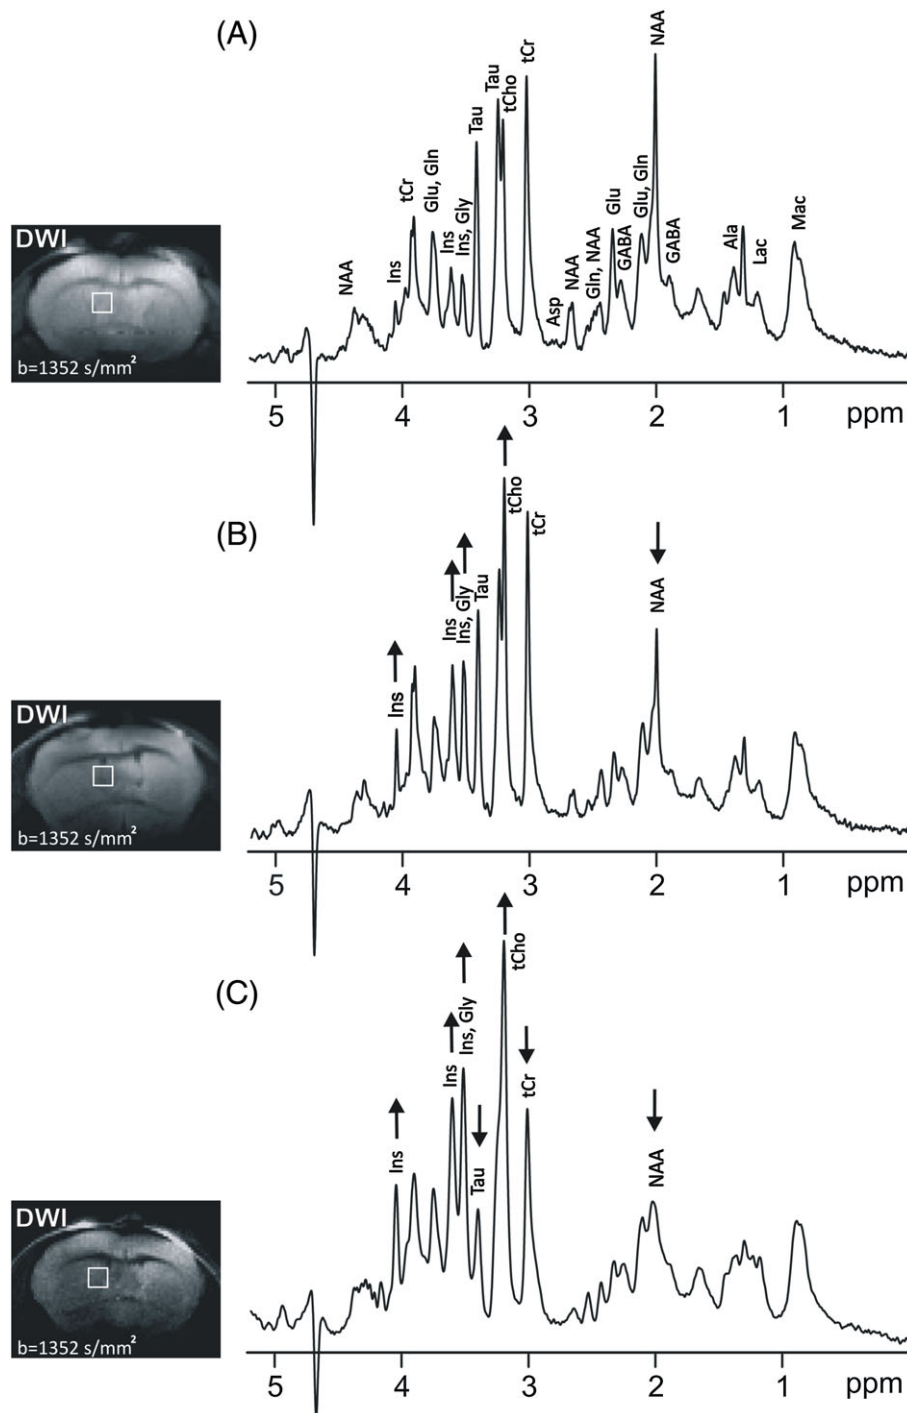 (A)
NAA
tCr
Tau
tCho
Tau
tCr
Glu, Gln
Ins, Gly
Ins
Glu
Glu, Gln
GABA
GABA
NAA
Ins
Asp
NAA
Gln, NAA
Ala
Lac
Mac
DWI
b=1352 s/mm²
5 4 3 2 1 ppm
(B)
tCho
tCr
Ins
Ins, Gly
Tau
Ins
NAA
DWI
b=1352 s/mm²
5 4 3 2 1 ppm
(C)
tCho
Ins, Gly
Ins
tCr
Ins
Tau
NAA
DWI
b=1352 s/mm²
5 4 3 2 1 ppm